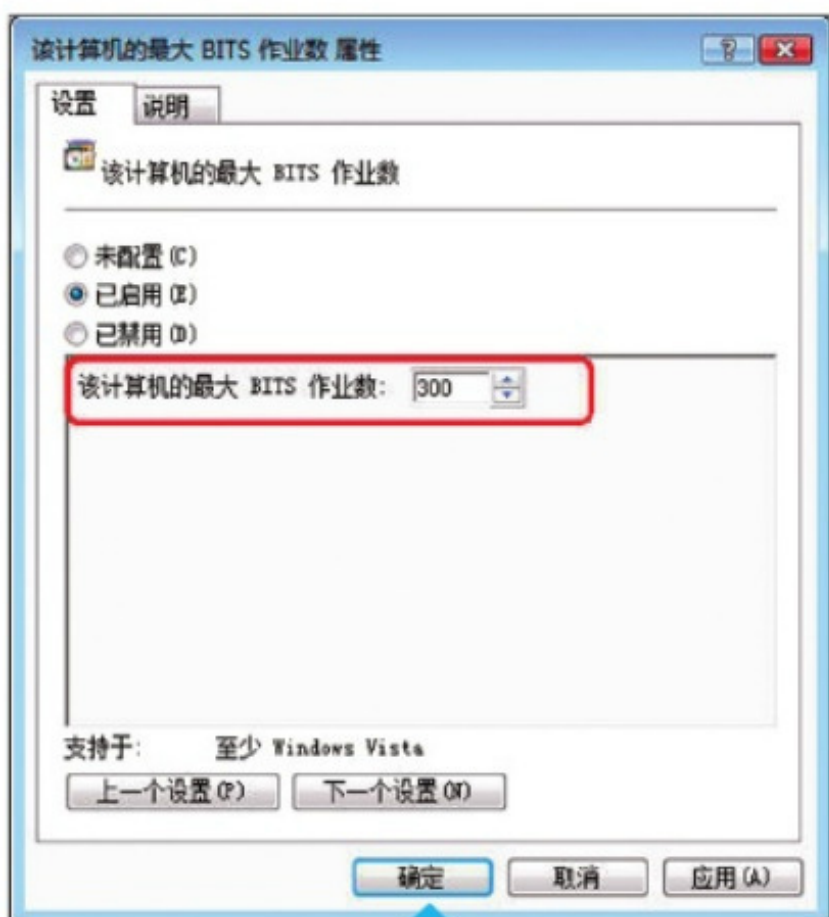 该计算机的最大 BITS 作业数 属性
设置 说明
该计算机的最大 BITS 作业数
未配置(C)
已启用(E)
已禁用(D)
该计算机的最大 BITS 作业数: 300
支持于: 至少 Windows Vista
上一个设置(P) 下一个设置(N)
确定 取消 应用(A)